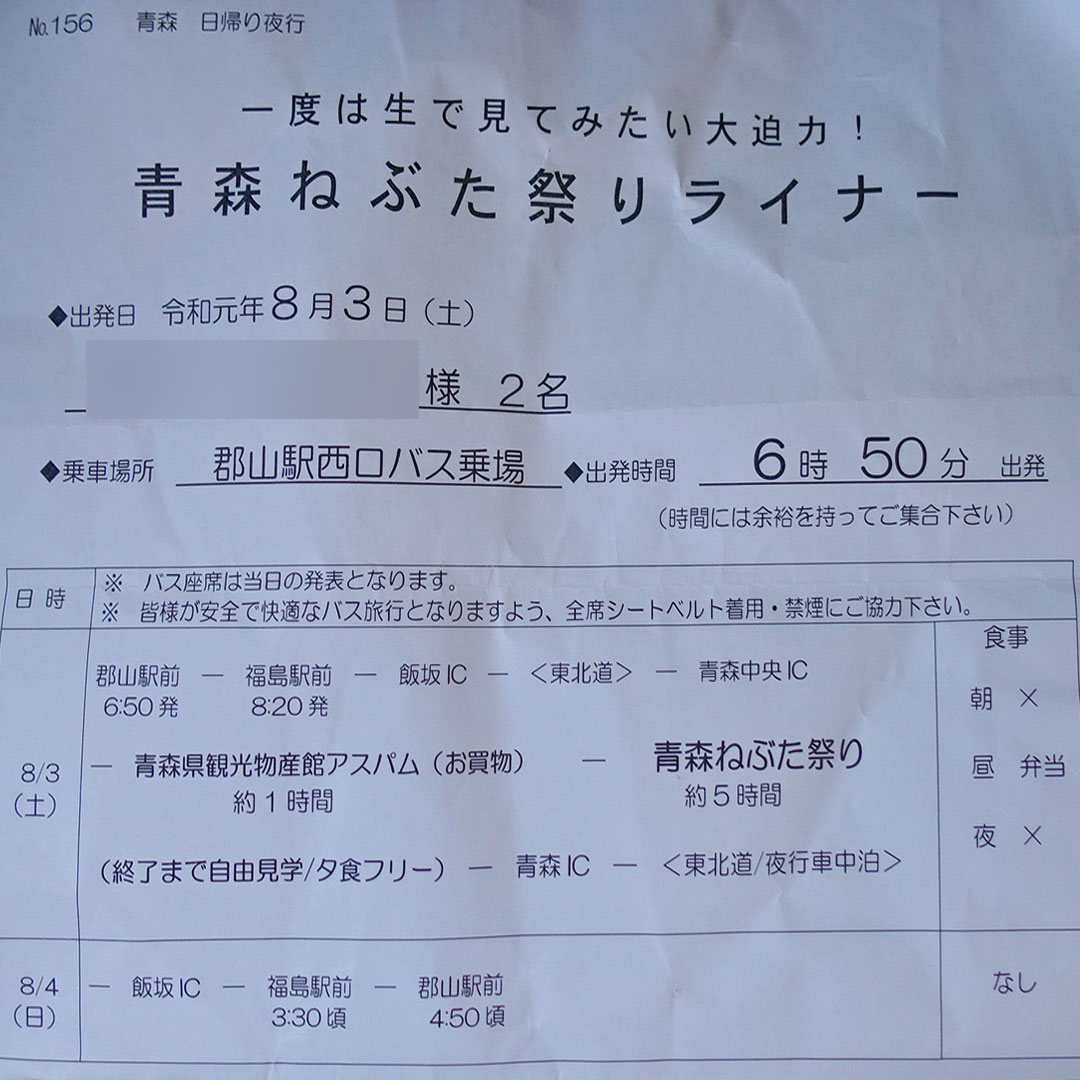 No.156 青森 日帰り夜行
一度は生で見てみたい大迫力！
青森ねぶた祭りライナー
◆出発日 令和元年8月3日（土）
様 2名
◆乗車場所 郡山駅西口バス乗場 ◆出発時間 6時 50分 出発
（時間には余裕を持ってご集合下さい）
日時
※ バス座席は当日の発表となります。
※ 皆様が安全で快適なバス旅行となりますよう、全席シートベルト着用・禁煙にご協力下さい。
8/3
（土）
郡山駅前 ― 福島駅前 ― 飯坂IC ― ＜東北道＞ ― 青森中央IC
6:50発 8:20発
― 青森県観光物産館アスパム（お買物） ― 青森ねぶた祭り
約1時間 約5時間
（終了まで自由見学/夕食フリー） ― 青森IC ― ＜東北道/夜行車中泊＞
食事
朝 ×
昼 弁当
夜 ×
8/4
（日）
― 飯坂IC ― 福島駅前 ― 郡山駅前
3:30頃 4:50頃
なし